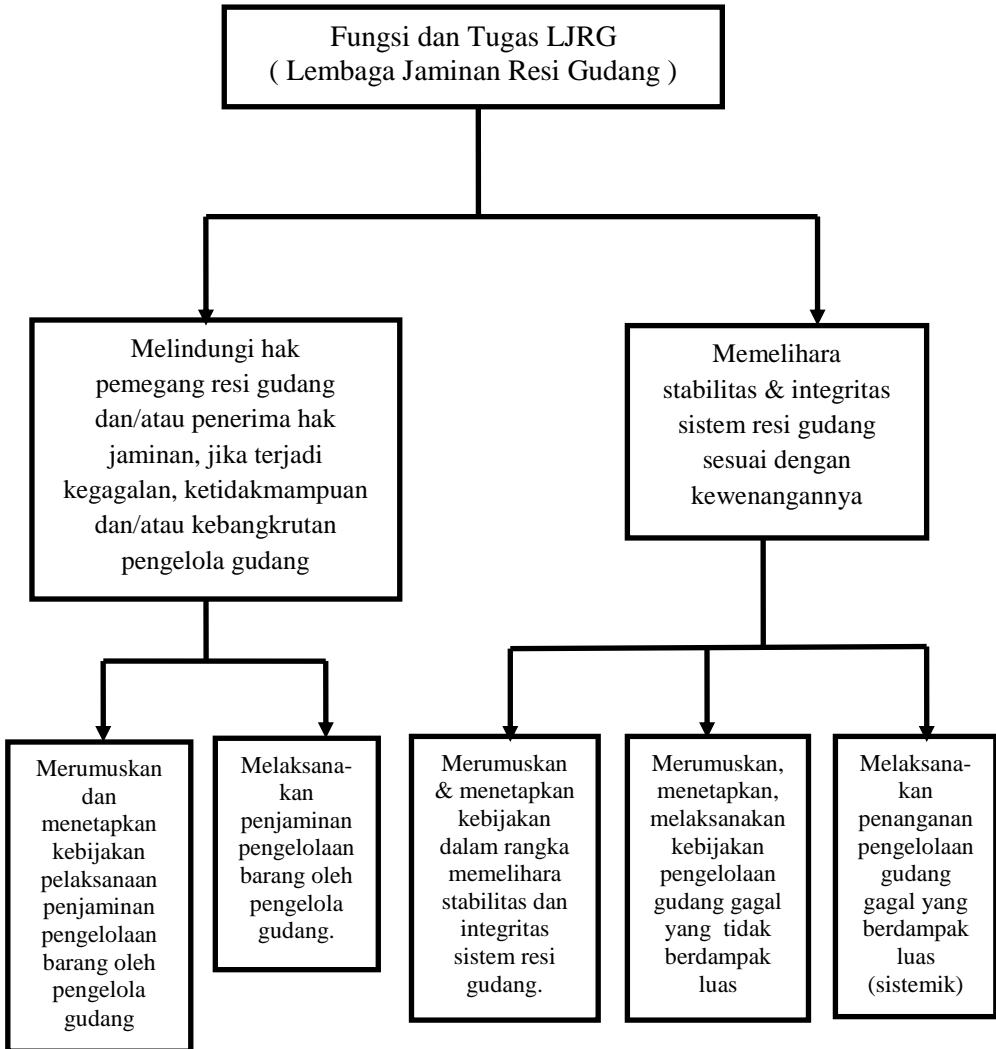 Fungsi dan Tugas LJRG
( Lembaga Jaminan Resi Gudang )
Melindungi hak
pemegang resi gudang
dan/atau penerima hak
jaminan, jika terjadi
kegagalan, ketidakmampuan
dan/atau kebangkrutan
pengelola gudang
Memelihara
stabilitas & integritas
sistem resi gudang
sesuai dengan
kewenangannya
Merumuskan
dan
menetapkan
kebijakan
pelaksanaan
penjaminan
pengelolaan
barang oleh
pengelola
gudang
Melaksana-
kan
penjaminan
pengelolaan
barang oleh
pengelola
gudang.
Merumuskan
& menetapkan
kebijakan
dalam rangka
memelihara
stabilitas dan
integritas
sistem resi
gudang.
Merumuskan,
menetapkan,
melaksanakan
kebijakan
pengelolaan
gudang gagal
yang tidak
berdampak
luas
Melaksana-
kan
penanganan
pengelolaan
gudang
gagal yang
berdampak
luas
(sistemik)